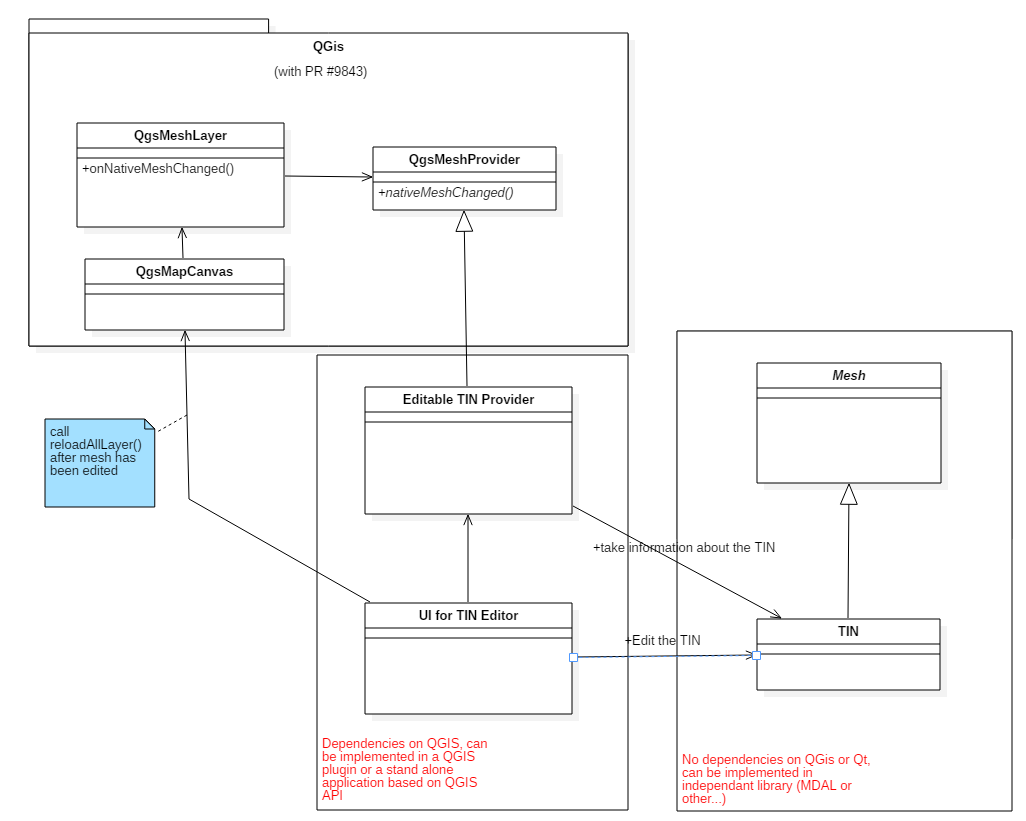 QGis
(with PR #9843)
QgsMeshLayer
+onNativeMeshChanged()
QgsMeshProvider
+nativeMeshChanged()
QgsMapCanvas
Editable TIN Provider
Mesh
call
reloadAllLayer()
after mesh has
been edited
+take information about the TIN
UI for TIN Editor
TIN
+Edit the TIN
Dependencies on QGIS, can
be implemented in a QGIS
plugin or a stand alone
application based on QGIS
API
No dependencies on QGis or Qt,
can be implemented in
independant library (MDAL or
other...)